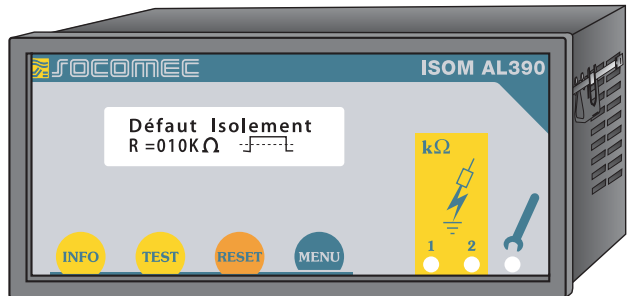 SOCOMEC
ISOM AL390
Défaut Isolement
R =010KΩ
kΩ
1 2
INFO TEST RESET MENU